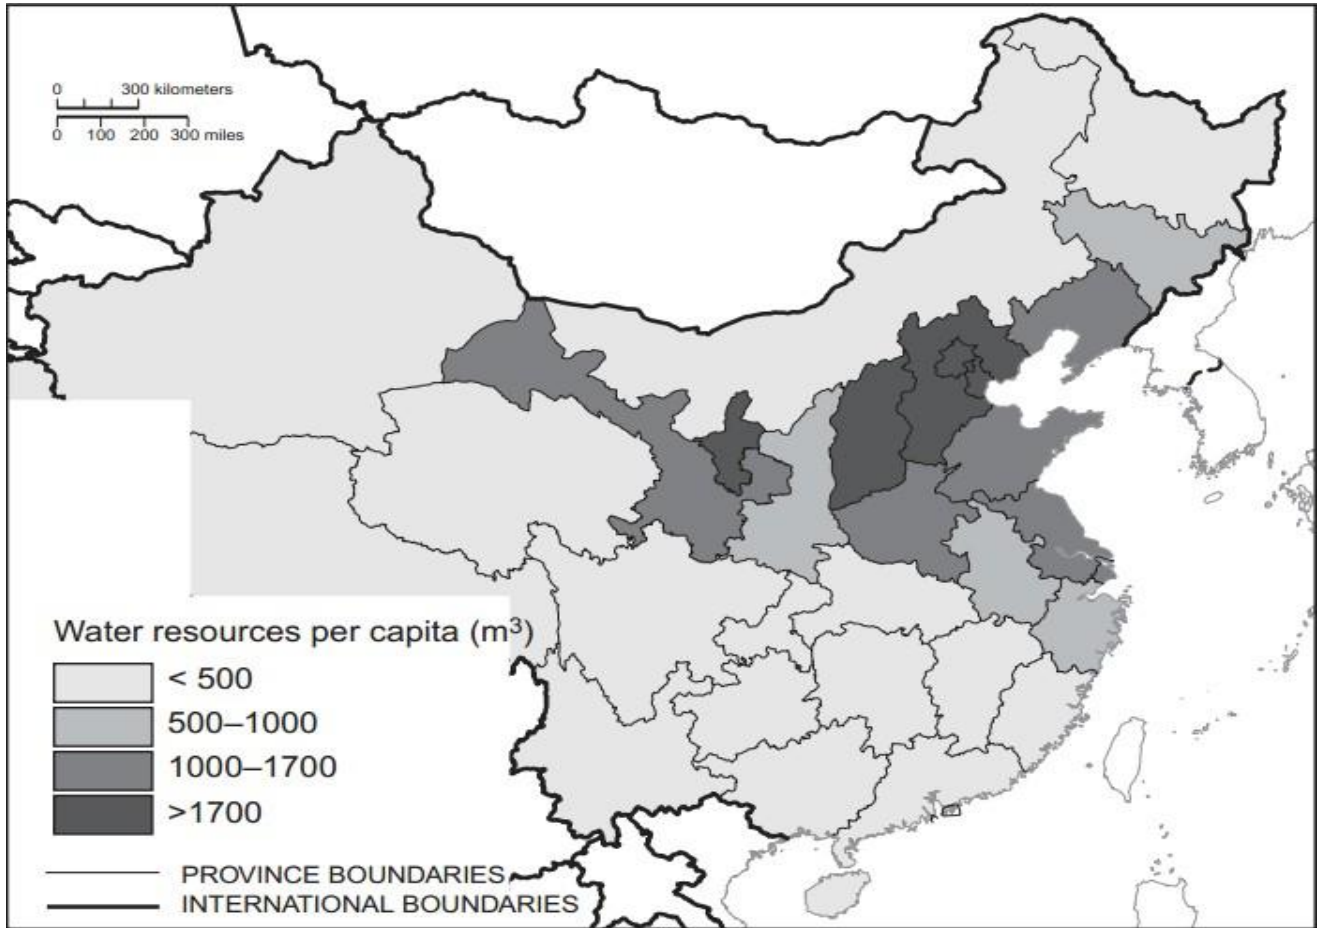 0 300 kilometers
0 100 200 300 miles
Water resources per capita (m³)
< 500
500–1000
1000–1700
>1700
PROVINCE BOUNDARIES
INTERNATIONAL BOUNDARIES